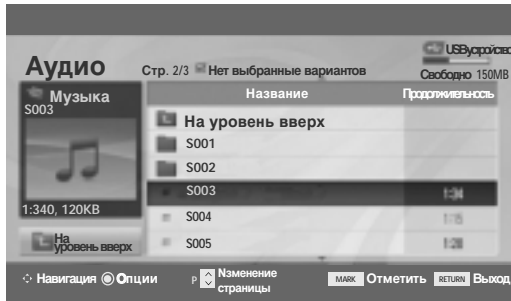 USBустройство
Аудио
Стр. 2/3 Нет выбранные вариантов
Свободно 150MB
Музыка
S003
Название
Продолжительность
На уровень вверх
S001
S002
S003 1:34
1:340, 120KB
S004 1:15
S005 1:28
На уровень вверх
Навигация Опции P Nзменение страницы MARK Отметить RETURN Выход